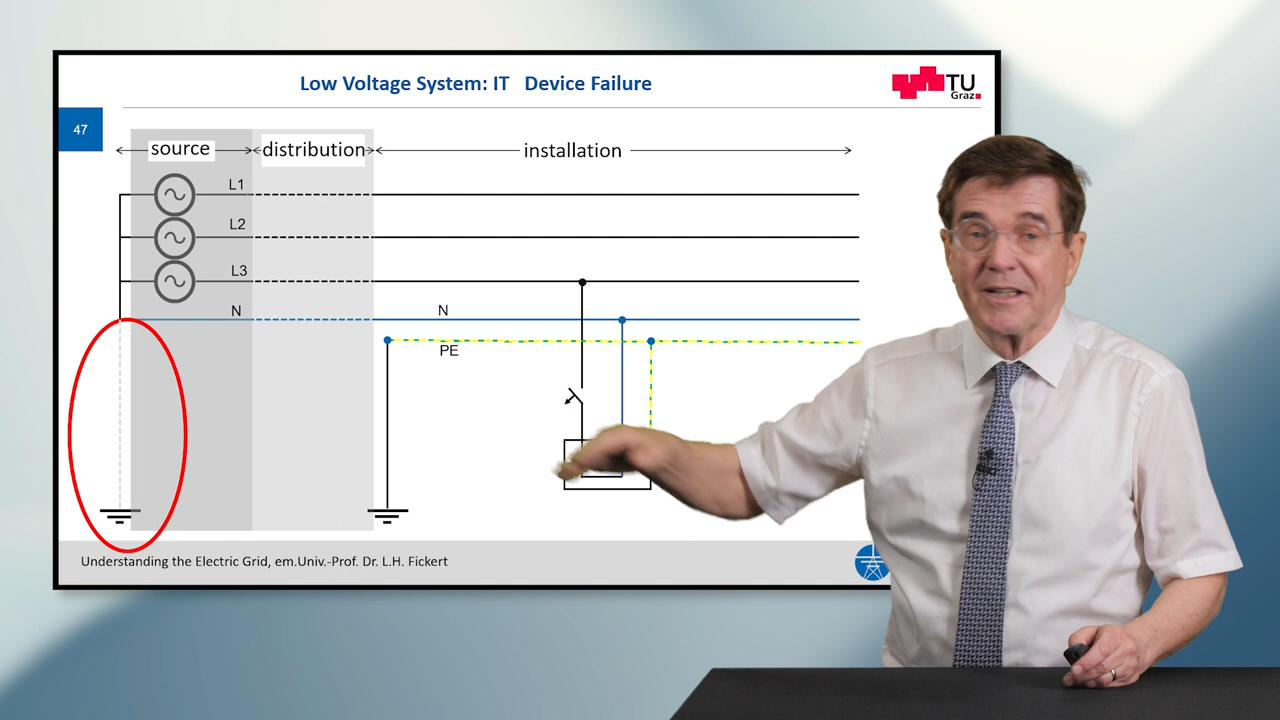 Low Voltage System: IT Device Failure
TU
Graz
47
source
distribution
installation
L1
L2
L3
N
N
PE
Understanding the Electric Grid, em.Univ.-Prof. Dr. L.H. Fickert